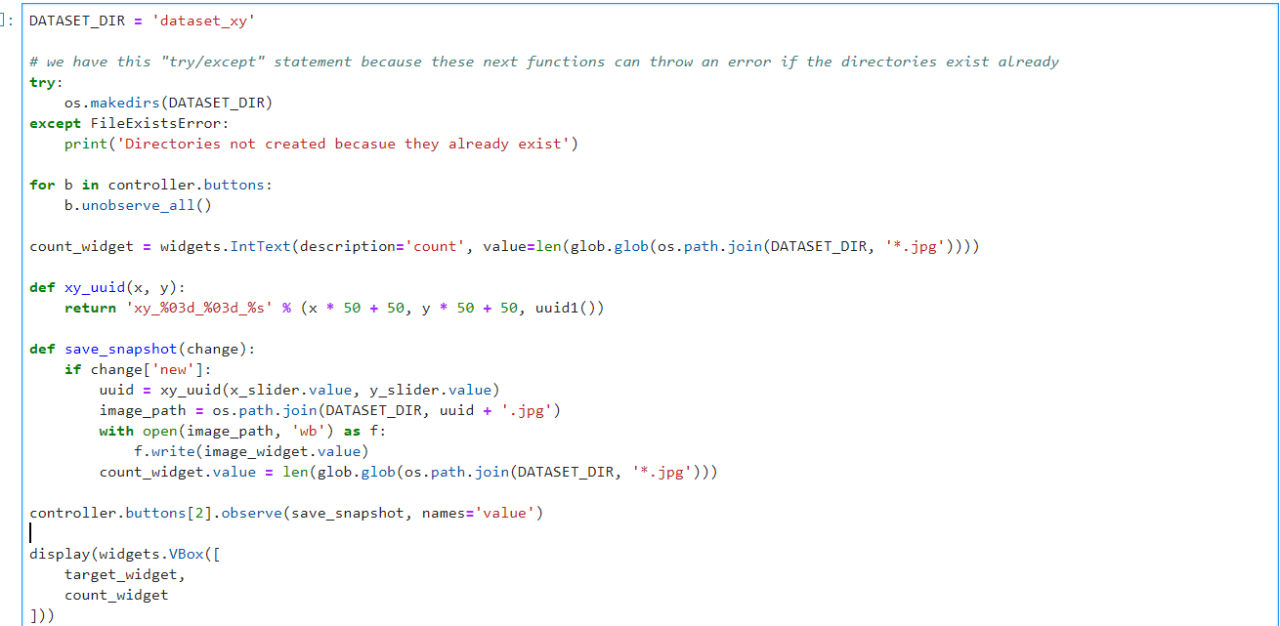 ]: DATASET_DIR = 'dataset_xy'
# we have this "try/except" statement because these next functions can throw an error if the directories exist already
try:
    os.makedirs(DATASET_DIR)
except FileExistsError:
    print('Directories not created becasue they already exist')
for b in controller.buttons:
    b.unobserve_all()
count_widget = widgets.IntText(description='count', value=len(glob.glob(os.path.join(DATASET_DIR, '*.jpg'))))
def xy_uuid(x, y):
    return 'xy_%03d_%03d_%s' % (x * 50 + 50, y * 50 + 50, uuid1())
def save_snapshot(change):
    if change['new']:
        uuid = xy_uuid(x_slider.value, y_slider.value)
        image_path = os.path.join(DATASET_DIR, uuid + '.jpg')
        with open(image_path, 'wb') as f:
            f.write(image_widget.value)
        count_widget.value = len(glob.glob(os.path.join(DATASET_DIR, '*.jpg')))
controller.buttons[2].observe(save_snapshot, names='value')
display(widgets.VBox([
    target_widget,
    count_widget
]))